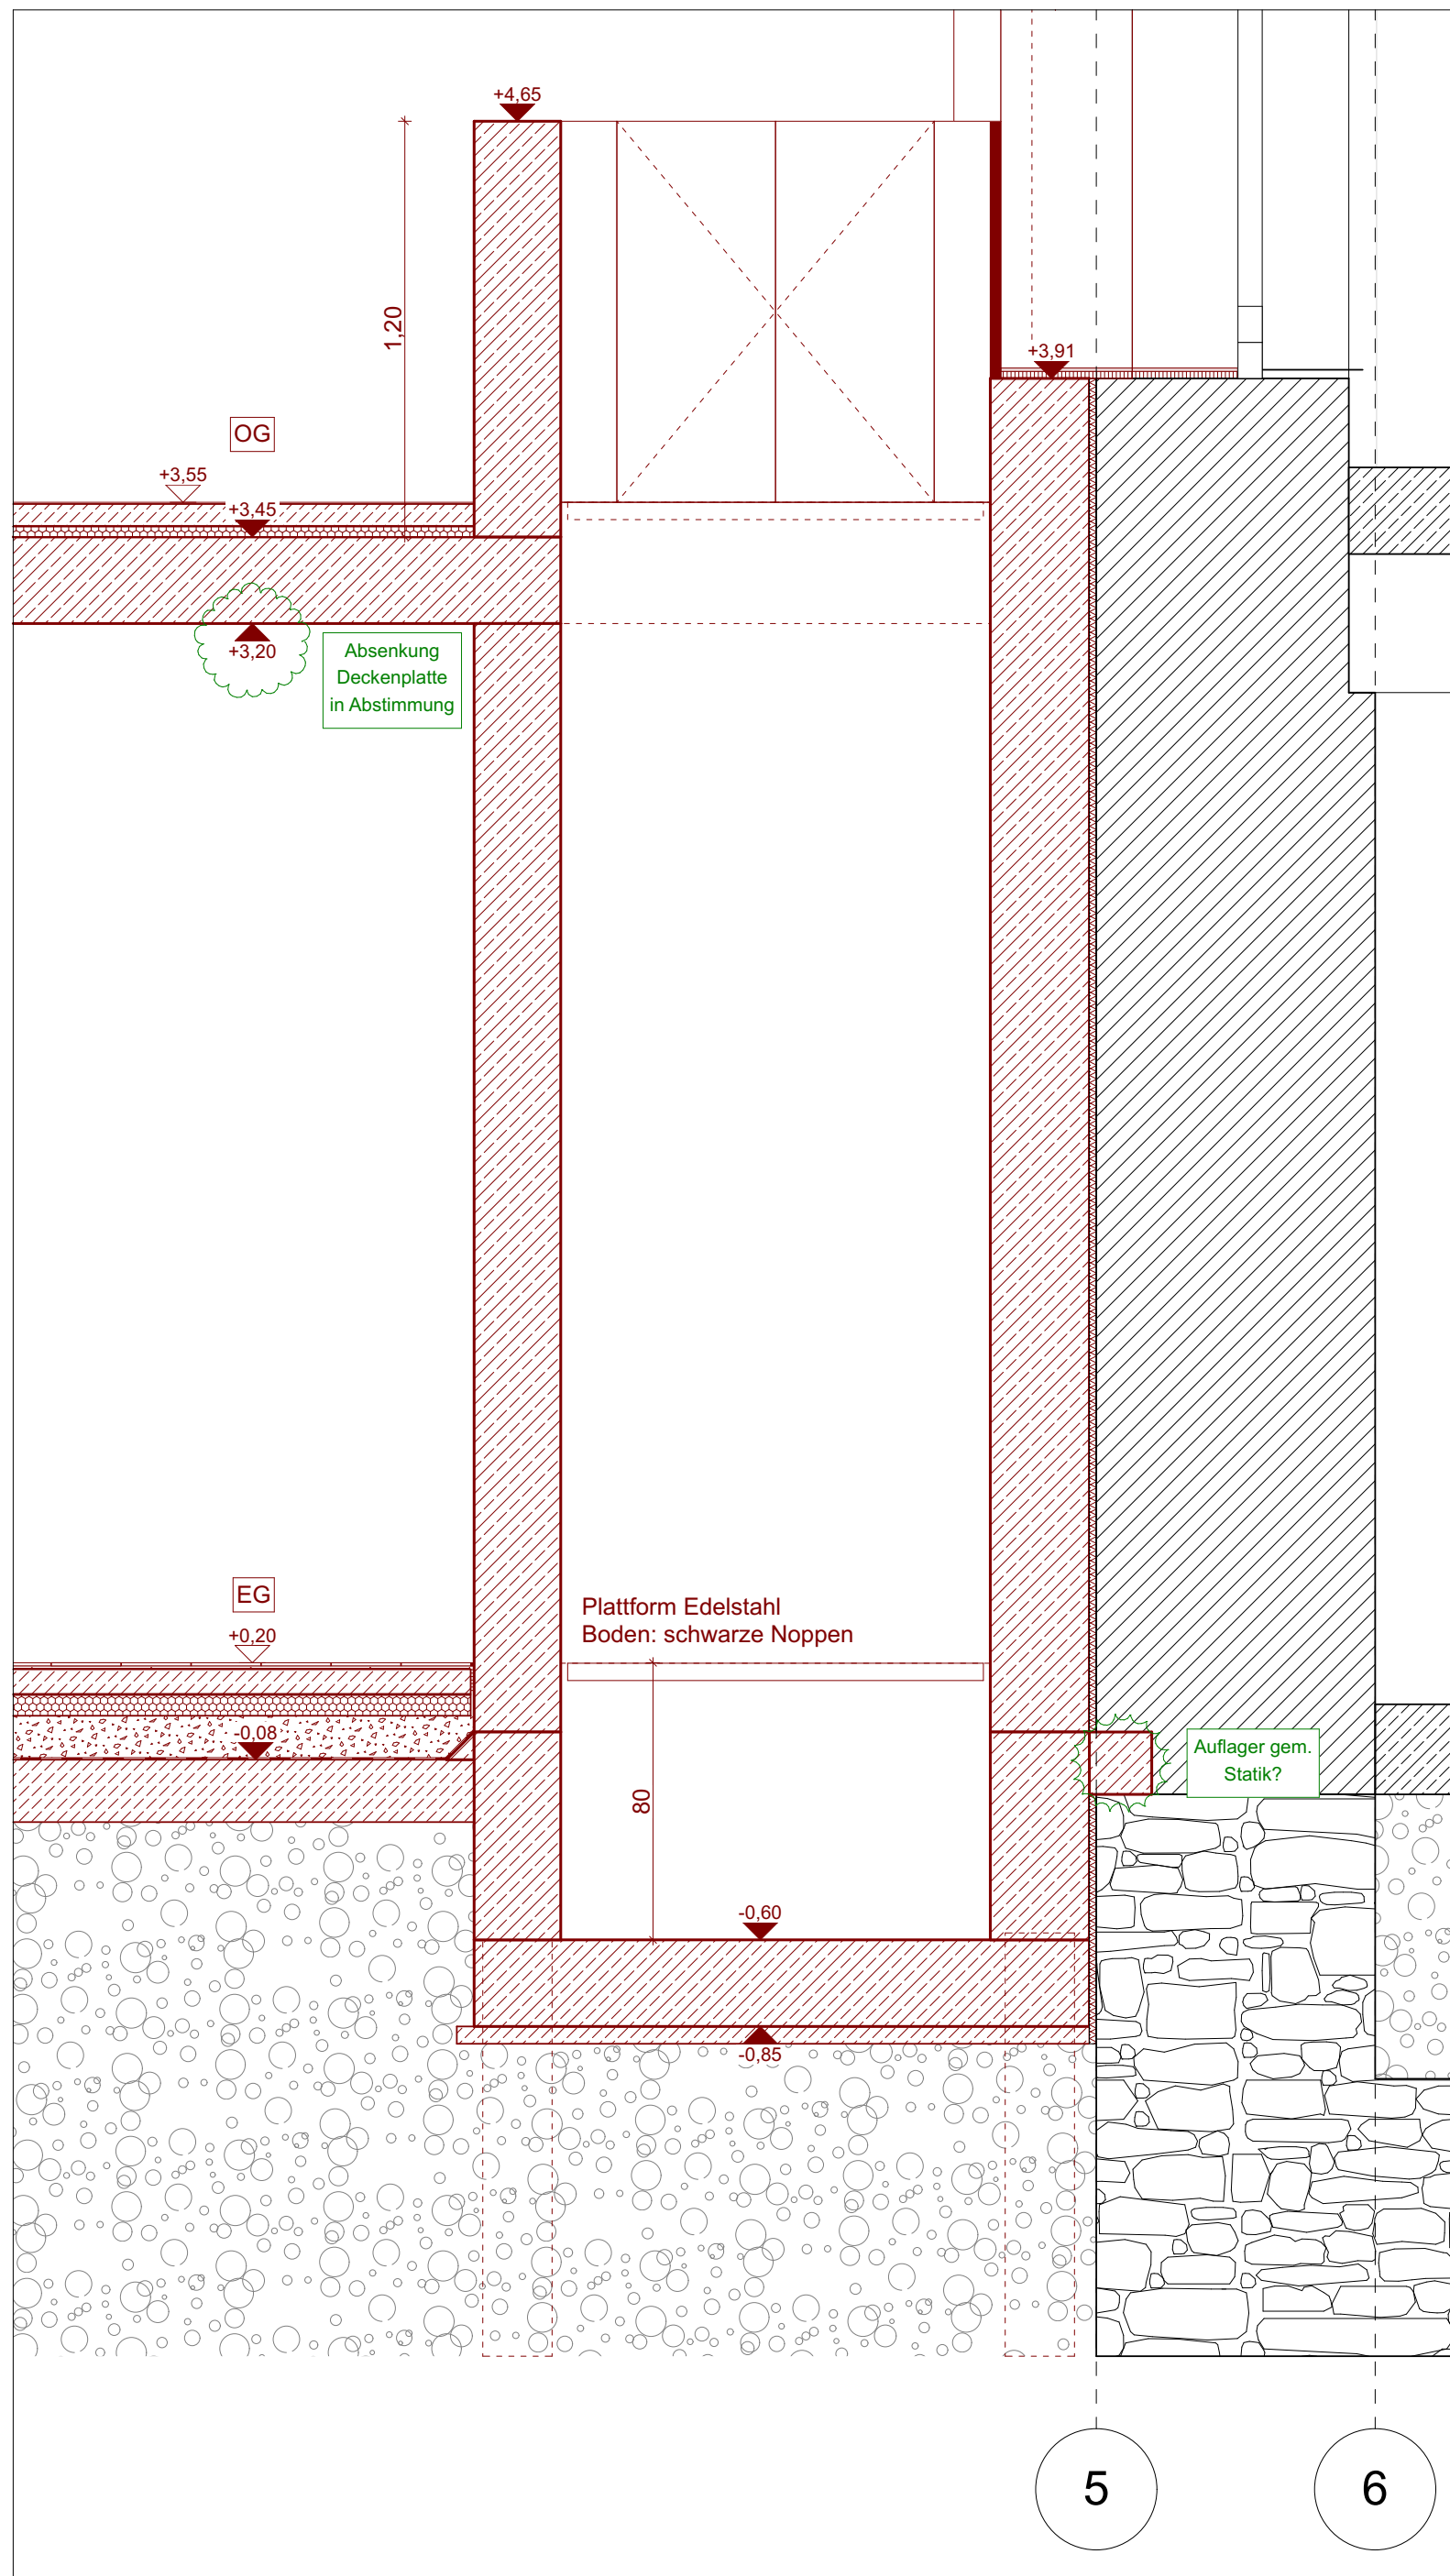 +4,65
1,20
+3,91
OG
+3,55
+3,45
+3,20
Absenkung
Deckenplatte
in Abstimmung
EG
+0,20
Plattform Edelstahl
Boden: schwarze Noppen
-0,08
Auflager gem.
Statik?
80
-0,60
-0,85
5
6